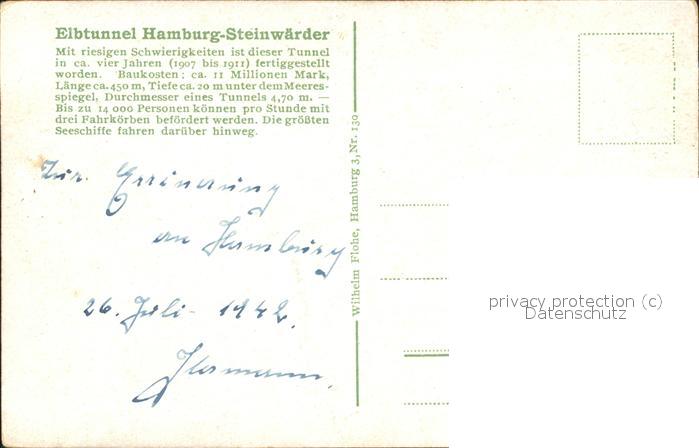 Elbtunnel Hamburg-Steinwärder
Mit riesigen Schwierigkeiten ist dieser Tunnel
in ca. vier Jahren (1907 bis 1911) fertiggestellt
worden. Baukosten: ca. 11 Millionen Mark,
Länge ca. 450 m, Tiefe ca. 20 m unter dem Meeres-
spiegel, Durchmesser eines Tunnels 4,70 m. —
Bis zu 14 000 Personen können pro Stunde mit
drei Fahrkörben befördert werden. Die größten
Seeschiffe fahren darüber hinweg.
Zur Errinerung
an Hamburg
26. Juli - 1942.
Hermann.
Wilhelm Flohe, Hamburg 3, Nr. 130
privacy protection (c)
Datenschutz